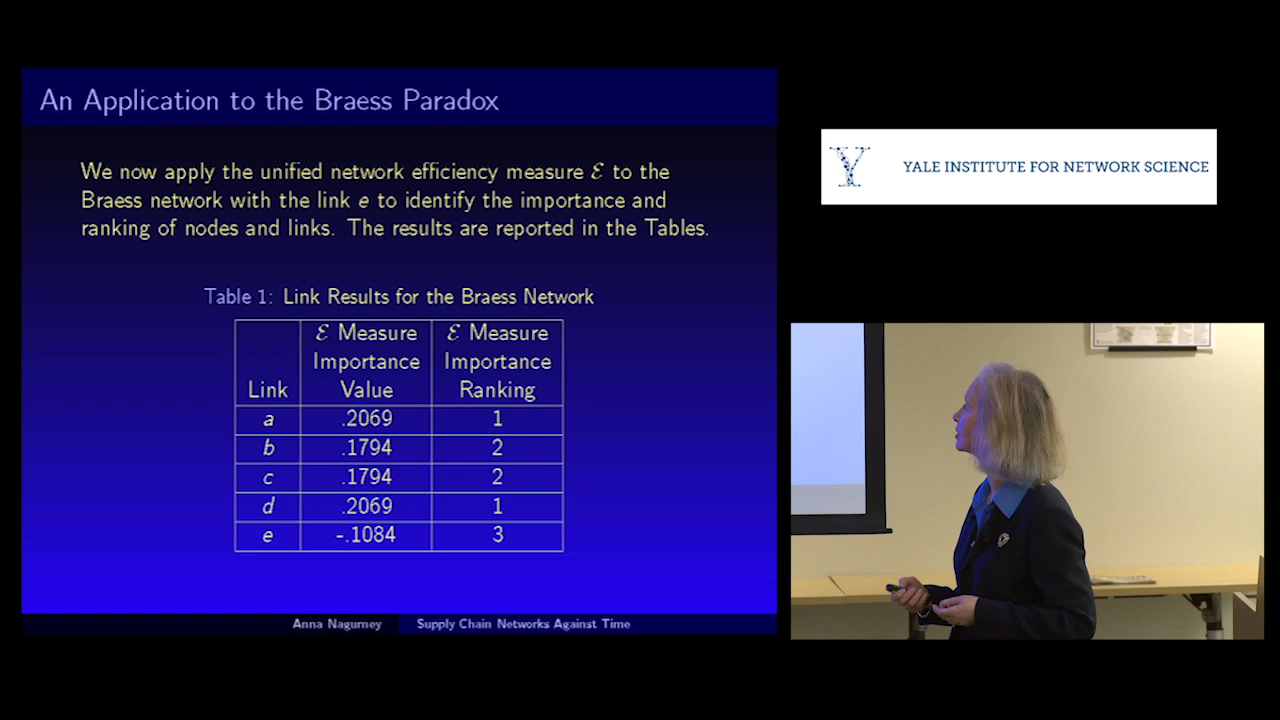 An Application to the Braess Paradox
We now apply the unified network efficiency measure ℰ to the
Braess network with the link e to identify the importance and
ranking of nodes and links. The results are reported in the Tables.
Table 1: Link Results for the Braess Network
Link | ℰ Measure Importance Value | ℰ Measure Importance Ranking
a | .2069 | 1
b | .1794 | 2
c | .1794 | 2
d | .2069 | 1
e | -.1084 | 3
Anna Nagurney Supply Chain Networks Against Time
YALE INSTITUTE FOR NETWORK SCIENCE